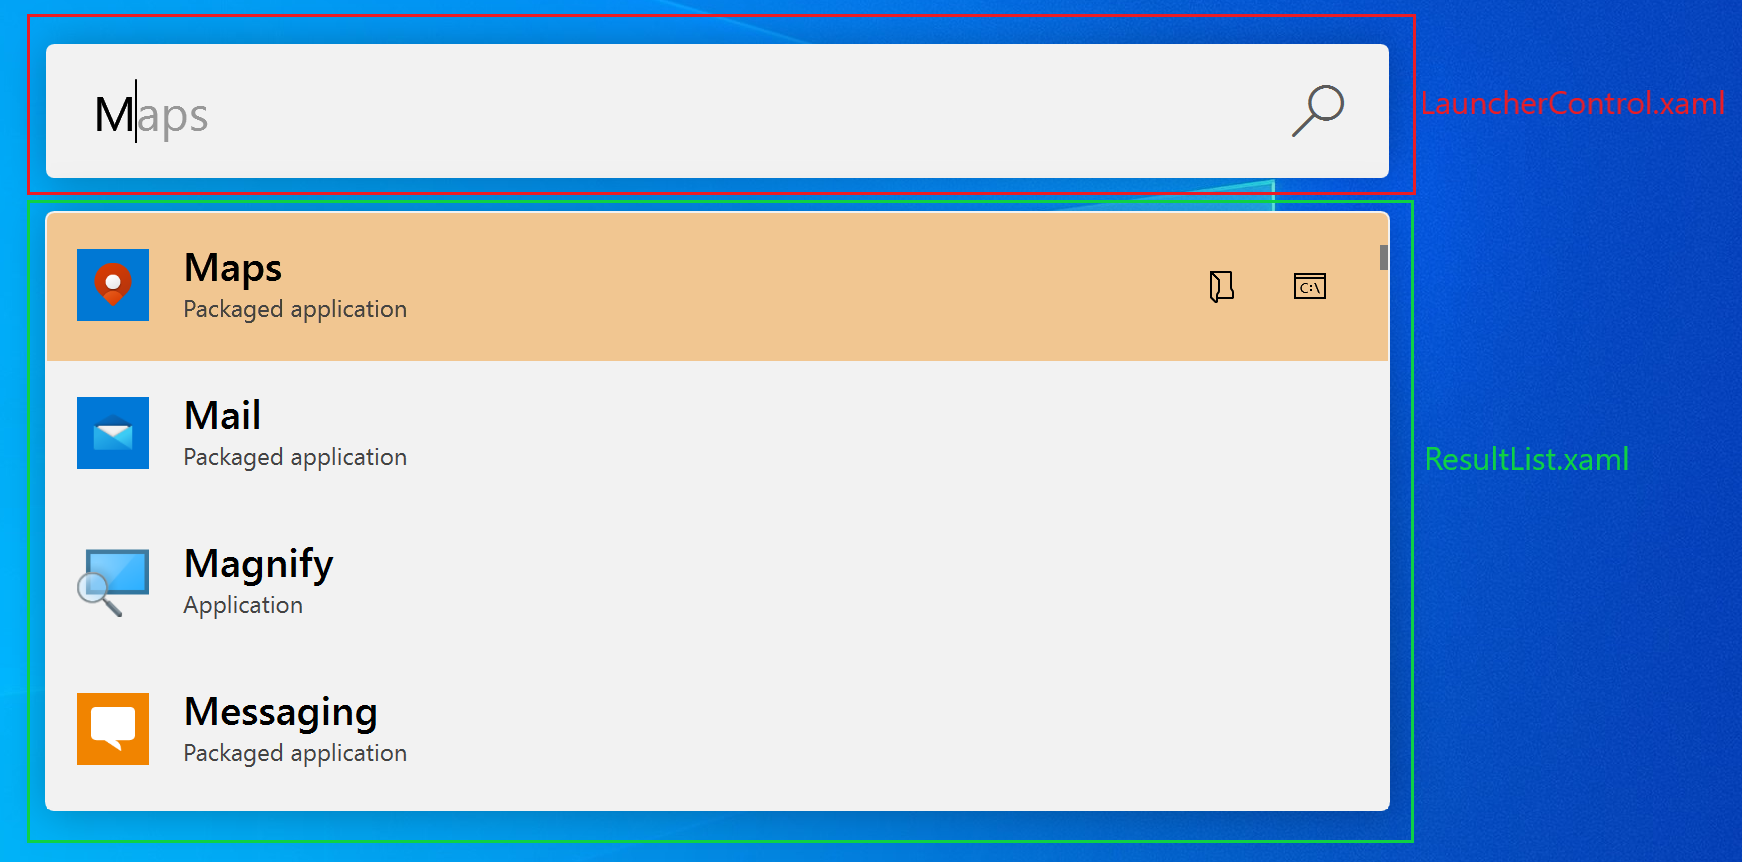 Maps
LauncherControl.xaml
Maps
Packaged application
C:\
Mail
Packaged application
ResultList.xaml
Magnify
Application
Messaging
Packaged application